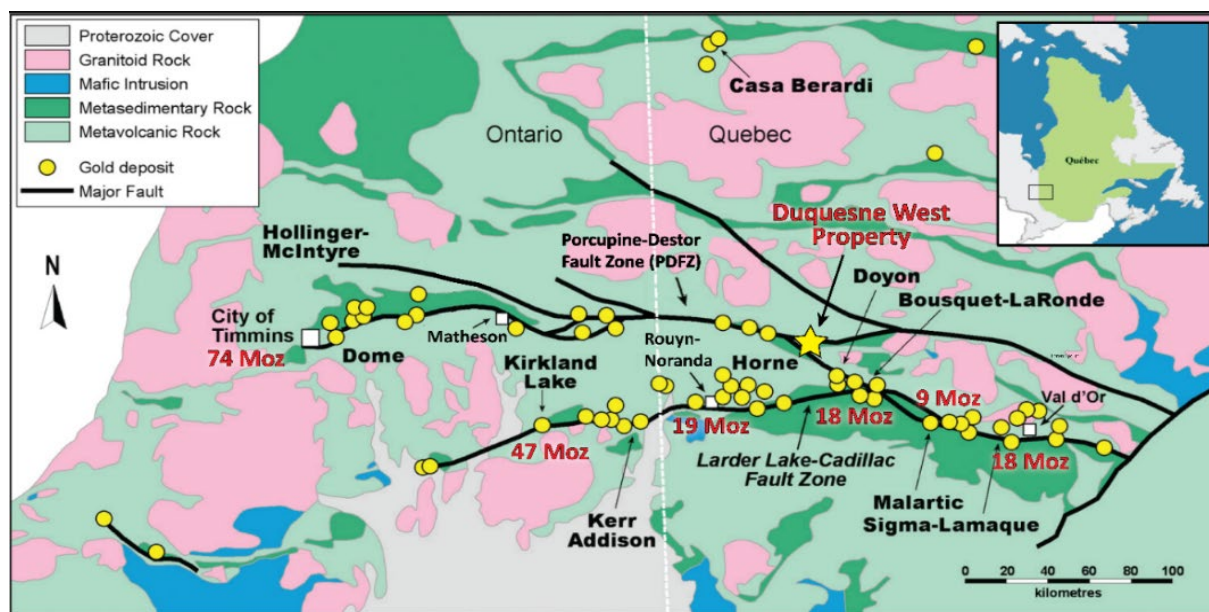 Proterozoic Cover
Granitoid Rock
Mafic Intrusion
Metasedimentary Rock
Metavolcanic Rock
Gold deposit
Major Fault
Casa Berardi
Ontario
Quebec
Québec
Duquesne West
Property
Hollinger-
McIntyre
Porcupine-Destor
Fault Zone (PDFZ)
N
Doyon
Bousquet-LaRonde
City of
Timmins
74 Moz
Dome
Matheson
Kirkland
Lake
Rouyn-
Noranda
Horne
9 Moz
Val d'Or
47 Moz
19 Moz
18 Moz
18 Moz
Larder Lake-Cadillac
Fault Zone
Kerr
Addison
Malartic
Sigma-Lamaque
0 20 40 60 80 100
kilometres